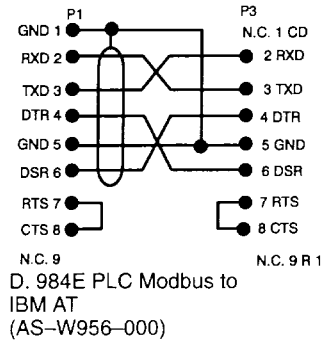 P1 P3
GND 1 N.C. 1 CD
RXD 2 2 RXD
TXD 3 3 TXD
DTR 4 4 DTR
GND 5 5 GND
DSR 6 6 DSR
RTS 7 7 RTS
CTS 8 8 CTS
N.C. 9 N.C. 9 R 1
D. 984E PLC Modbus to
IBM AT
(AS–W956–000)